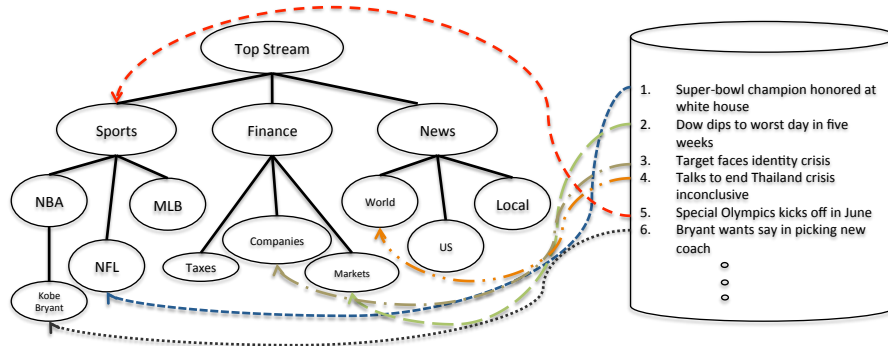 Top Stream
Sports
Finance
News
NBA
MLB
World
Local
Companies
US
NFL
Taxes
Markets
Kobe
Bryant
1. Super-bowl champion honored at
white house
2. Dow dips to worst day in five
weeks
3. Target faces identity crisis
4. Talks to end Thailand crisis
inconclusive
5. Special Olympics kicks off in June
6. Bryant wants say in picking new
coach